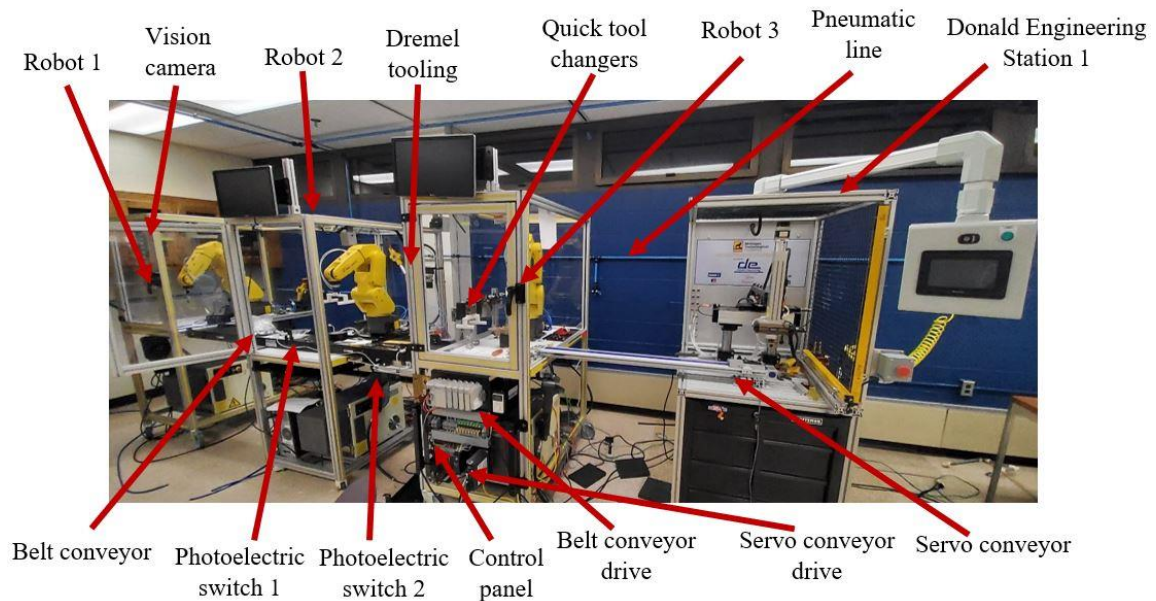 Robot 1
Vision
camera
Robot 2
Dremel
tooling
Quick tool
changers
Robot 3
Pneumatic
line
Donald Engineering
Station 1
de
Belt conveyor
Photoelectric
switch 1
Photoelectric
switch 2
Control
panel
Belt conveyor
drive
Servo conveyor
drive
Servo conveyor